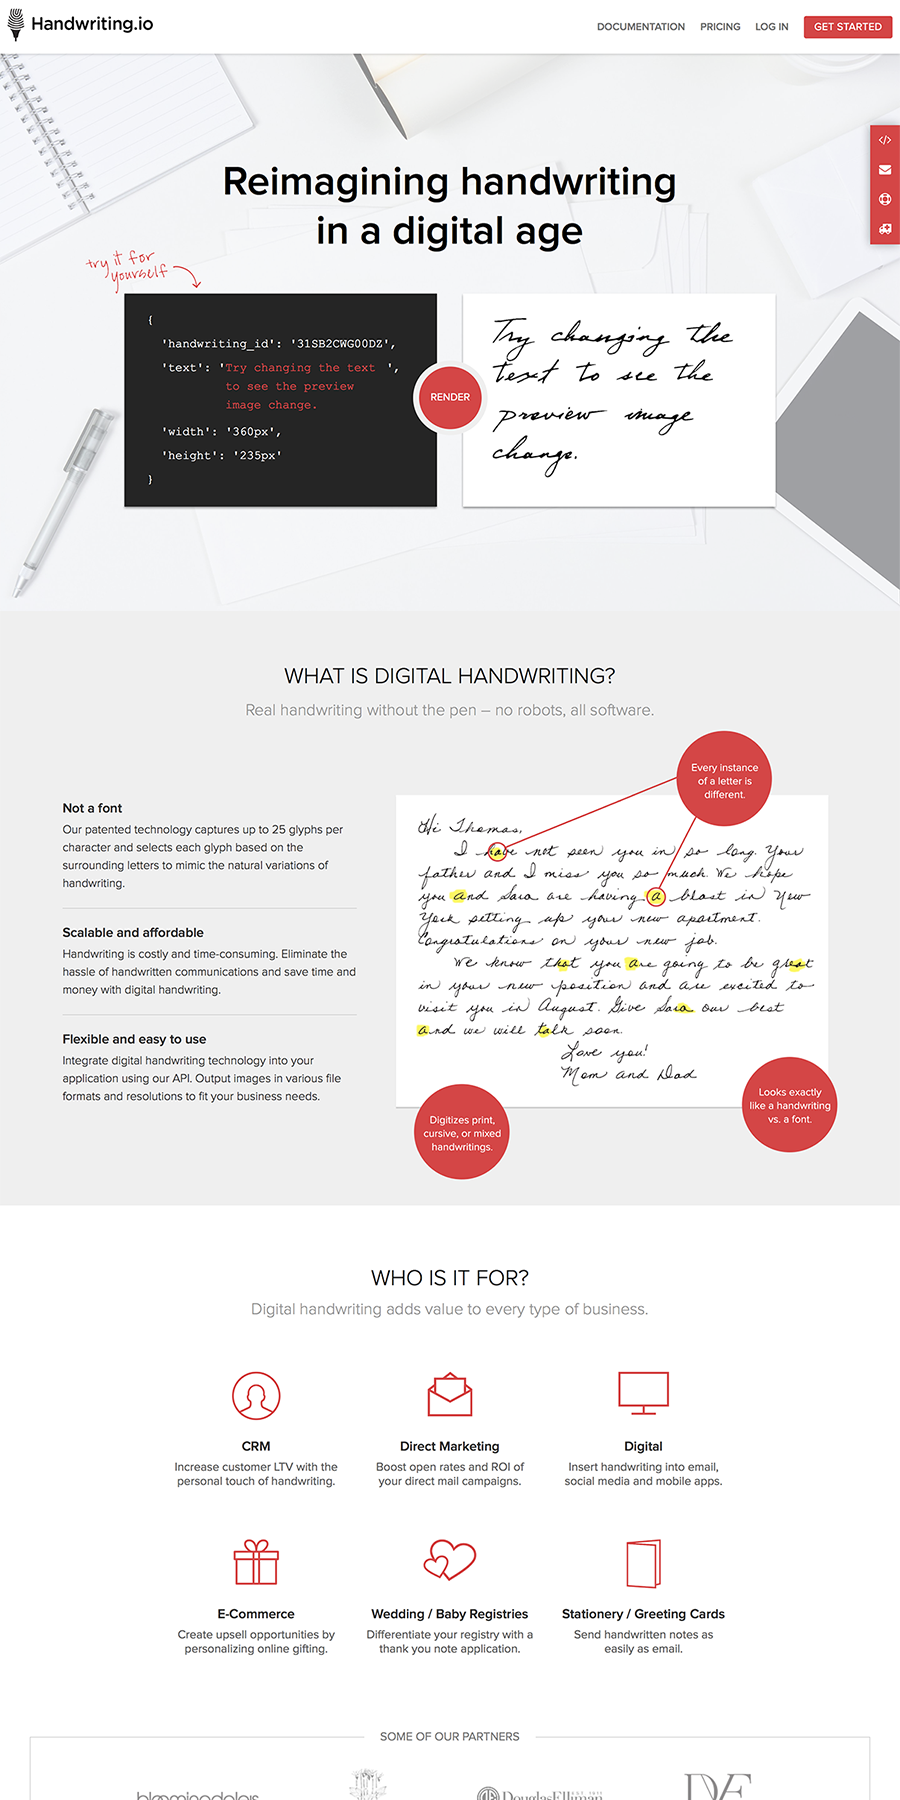 Handwriting.io
DOCUMENTATION PRICING LOG IN GET STARTED
Reimagining handwriting
in a digital age
try it for
yourself
{
'handwriting_id': '31SB2CWG00DZ',
'text': 'Try changing the text ',
to see the preview
image change.
'width': '360px',
'height': '235px'
}
RENDER
Try changing the
text to see the
preview image
change.
WHAT IS DIGITAL HANDWRITING?
Real handwriting without the pen – no robots, all software.
Not a font
Our patented technology captures up to 25 glyphs per
character and selects each glyph based on the
surrounding letters to mimic the natural variations of
handwriting.
Scalable and affordable
Handwriting is costly and time-consuming. Eliminate the
hassle of handwritten communications and save time and
money with digital handwriting.
Flexible and easy to use
Integrate digital handwriting technology into your
application using our API. Output images in various file
formats and resolutions to fit your business needs.
Every instance
of a letter is
different.
Hi Thomas,
I have not seen you in so long. Your
father and I miss you so much. We hope
you and Sara are having a blast in New
York setting up your new apartment.
Congratulations on your new job.
We know that you are going to be great
in your new position and are excited to
visit you in August. Give Sara our best
and we will talk soon.
Love you!
Mom and Dad
Digitizes print,
cursive, or mixed
handwritings.
Looks exactly
like a handwriting
vs. a font.
WHO IS IT FOR?
Digital handwriting adds value to every type of business.
CRM
Increase customer LTV with the
personal touch of handwriting.
Direct Marketing
Boost open rates and ROI of
your direct mail campaigns.
Digital
Insert handwriting into email,
social media and mobile apps.
E-Commerce
Create upsell opportunities by
personalizing online gifting.
Wedding / Baby Registries
Differentiate your registry with a
thank you note application.
Stationery / Greeting Cards
Send handwritten notes as
easily as email.
SOME OF OUR PARTNERS
bloomingdale's
DouglasElliman